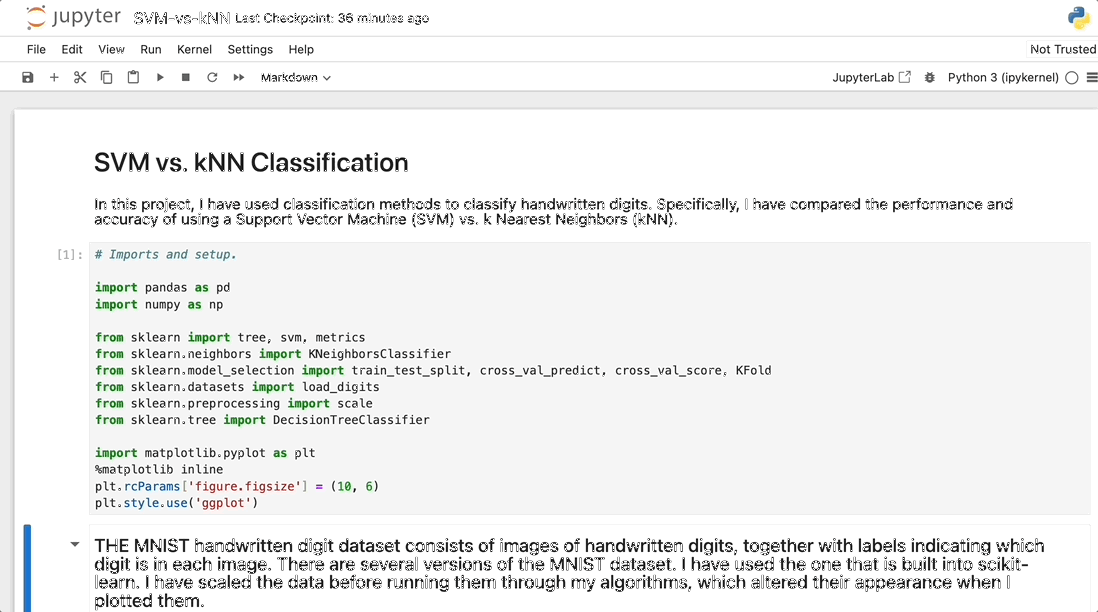 jupyter SVM-vs-kNN Last Checkpoint: 36 minutes ago
File Edit View Run Kernel Settings Help Not Trusted
Markdown JupyterLab Python 3 (ipykernel)
SVM vs. kNN Classification
In this project, I have used classification methods to classify handwritten digits. Specifically, I have compared the performance and
accuracy of using a Support Vector Machine (SVM) vs. k Nearest Neighbors (kNN).
[1]: # Imports and setup.
import pandas as pd
import numpy as np
from sklearn import tree, svm, metrics
from sklearn.neighbors import KNeighborsClassifier
from sklearn.model_selection import train_test_split, cross_val_predict, cross_val_score, KFold
from sklearn.datasets import load_digits
from sklearn.preprocessing import scale
from sklearn.tree import DecisionTreeClassifier
import matplotlib.pyplot as plt
%matplotlib inline
plt.rcParams['figure.figsize'] = (10, 6)
plt.style.use('ggplot')
THE MNIST handwritten digit dataset consists of images of handwritten digits, together with labels indicating which
digit is in each image. There are several versions of the MNIST dataset. I have used the one that is built into scikit-
learn. I have scaled the data before running them through my algorithms, which altered their appearance when I
plotted them.